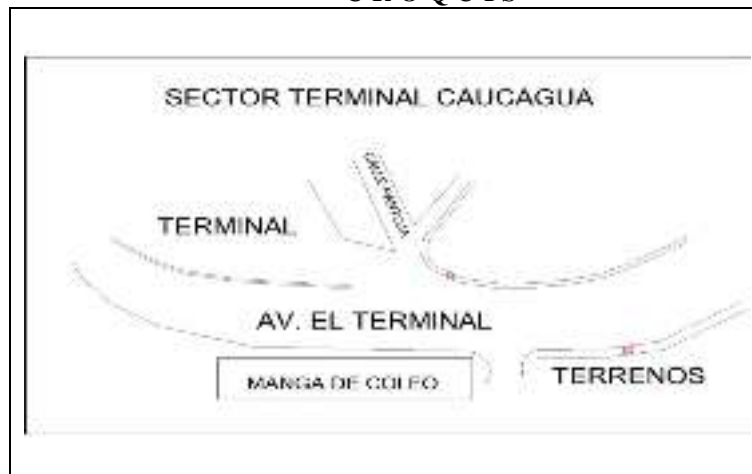 SECTOR TERMINAL CAUCAGUA
TERMINAL
AV. EL TERMINAL
MANGA DE COLEO
TERRENOS